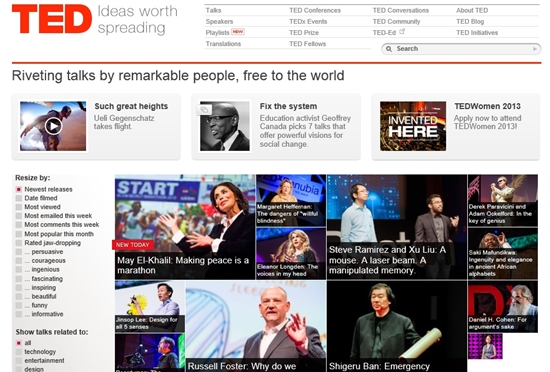 TED Ideas worth
spreading
Talks
TED Conferences
TED Conversations
About TED
Speakers
TEDx Events
TED Community
TED Blog
Playlists NEW
TED Prize
TED-Ed
TED Initiatives
Translations
TED Fellows
Search
Riveting talks by remarkable people, free to the world
Such great heights
Ueli Gegenschatz
takes flight.
Fix the system
Education activist Geoffrey
Canada picks 7 talks that
offer powerful visions for
social change.
INVENTED
HERE
TEDWomen 2013
Apply now to attend
TEDWomen 2013!
Resize by:
Newest releases
Date filmed
Most viewed
Most emailed this week
Most comments this week
Most popular this month
Rated jaw-dropping
... persuasive
... courageous
... ingenious
... fascinating
... inspiring
... beautiful
... funny
... informative
Show talks related to:
all
technology
entertainment
design
START
NEW TODAY
May El-Khalil: Making peace is a
marathon
Margaret Heffernan:
The dangers of "willful
blindness"
Eleanor Longden: The
voices in my head
Steve Ramirez and Xu Liu: A
mouse. A laser beam. A
manipulated memory.
Derek Paravicini and
Adam Ockelford: In the
key of genius
Saki Mafundikwa:
Ingenuity and elegance
in ancient African
alphabets
Daniel H. Cohen: For
argument's sake
Jinsop Lee: Design for
all 5 senses
Russell Foster: Why do we
Shigeru Ban: Emergency